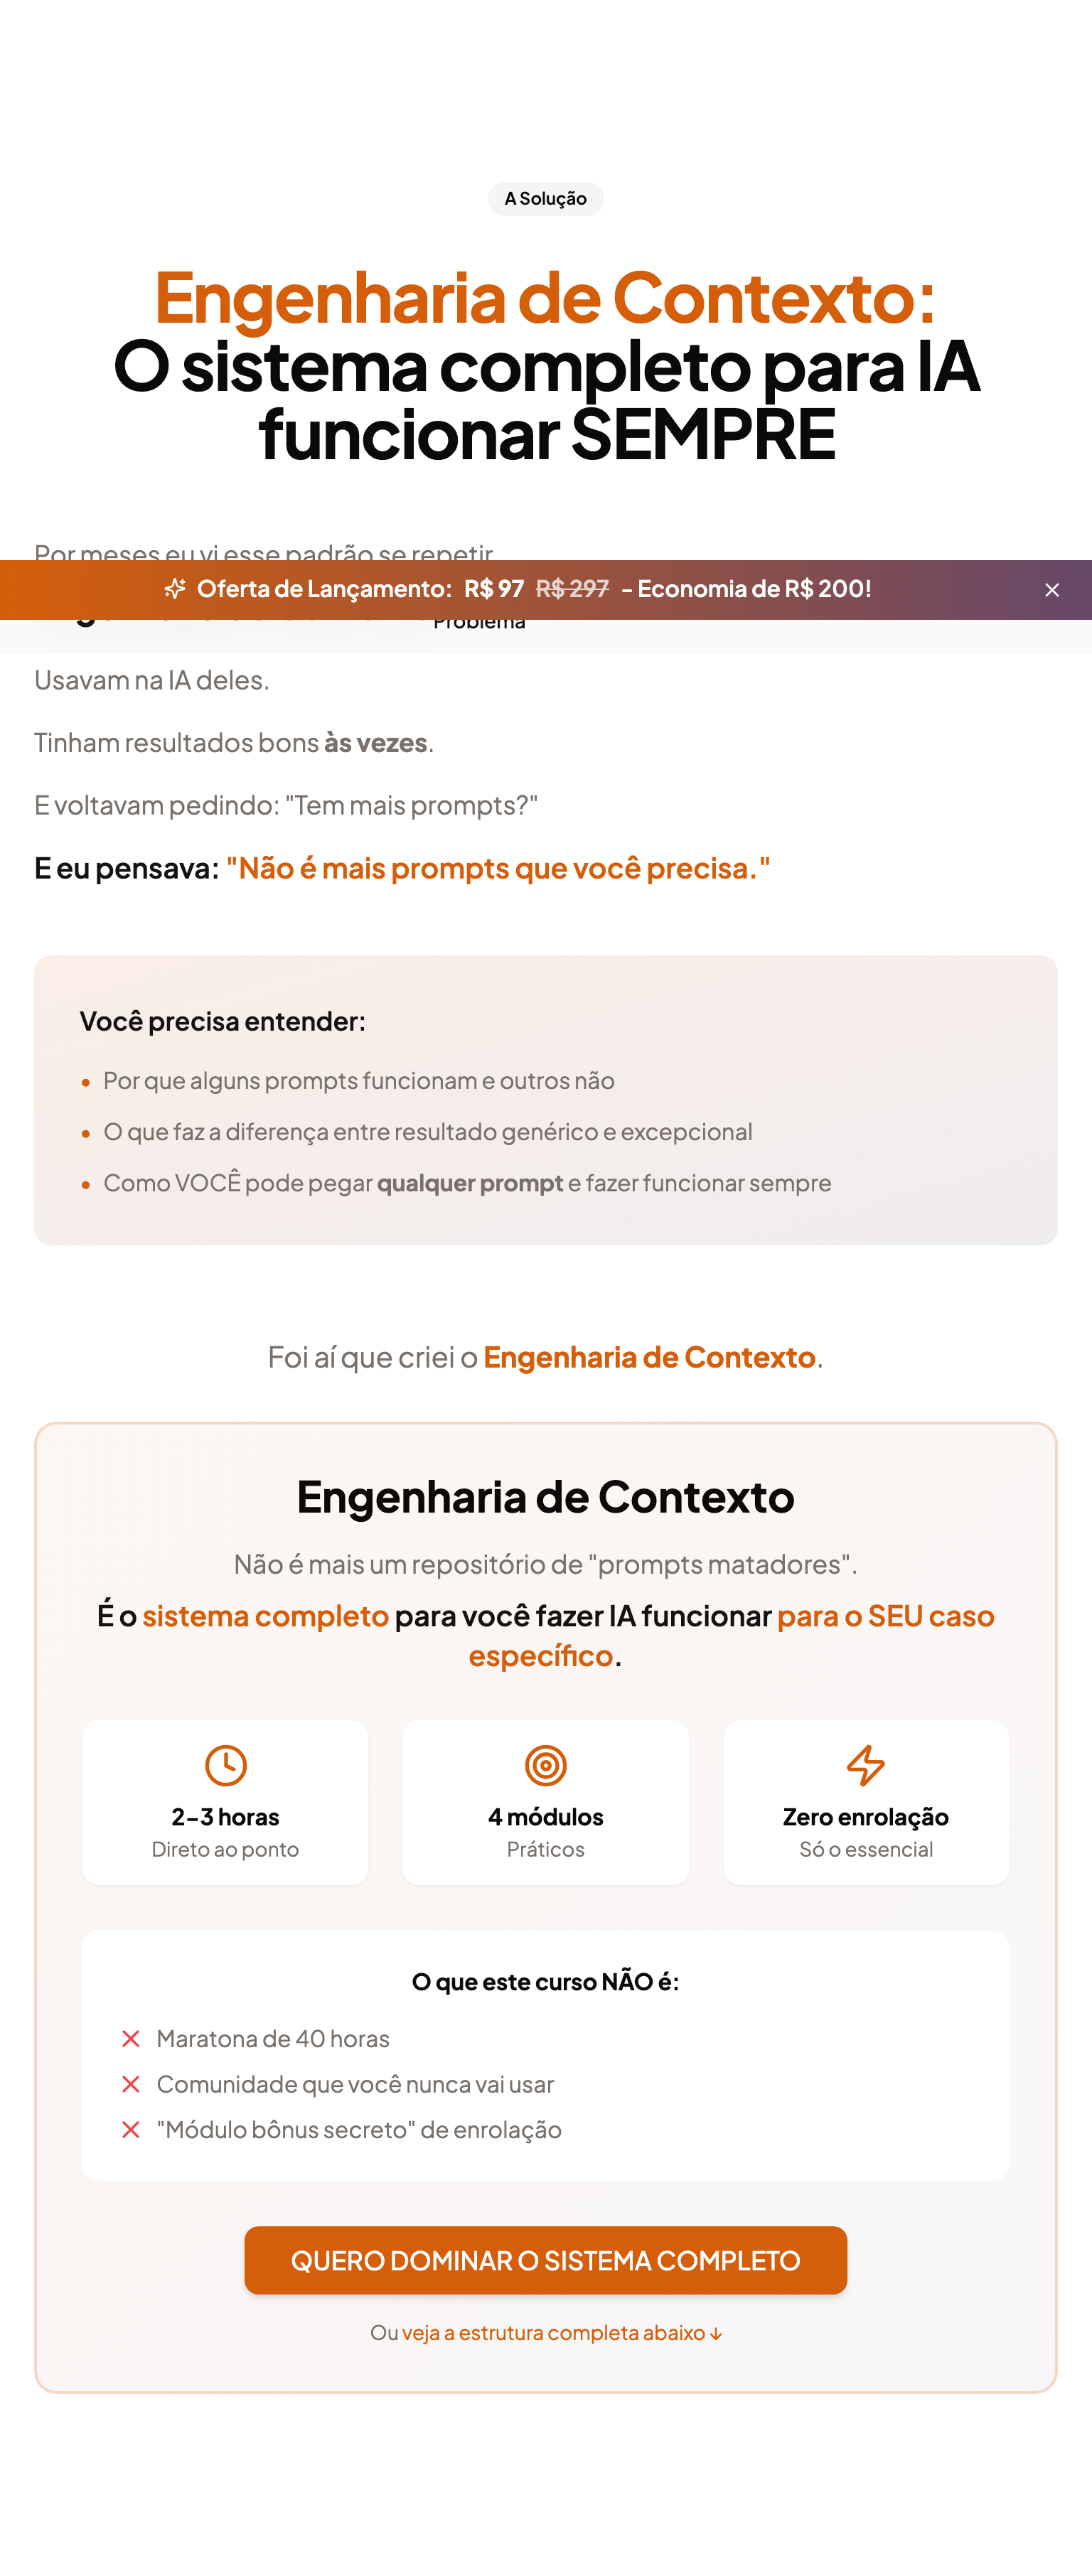 A Solução
Engenharia de Contexto:
O sistema completo para IA
funcionar SEMPRE
Por meses eu vi esse padrão se repetir
Oferta de Lançamento: R$ 97 R$ 297 - Economia de R$ 200!
Problema
Usavam na IA deles.
Tinham resultados bons às vezes.
E voltavam pedindo: "Tem mais prompts?"
E eu pensava: "Não é mais prompts que você precisa."
Você precisa entender:
• Por que alguns prompts funcionam e outros não
• O que faz a diferença entre resultado genérico e excepcional
• Como VOCÊ pode pegar qualquer prompt e fazer funcionar sempre
Foi aí que criei o Engenharia de Contexto.
Engenharia de Contexto
Não é mais um repositório de "prompts matadores".
É o sistema completo para você fazer IA funcionar para o SEU caso
específico.
2-3 horas
Direto ao ponto
4 módulos
Práticos
Zero enrolação
Só o essencial
O que este curso NÃO é:
Maratona de 40 horas
Comunidade que você nunca vai usar
"Módulo bônus secreto" de enrolação
QUERO DOMINAR O SISTEMA COMPLETO
Ou veja a estrutura completa abaixo ↓